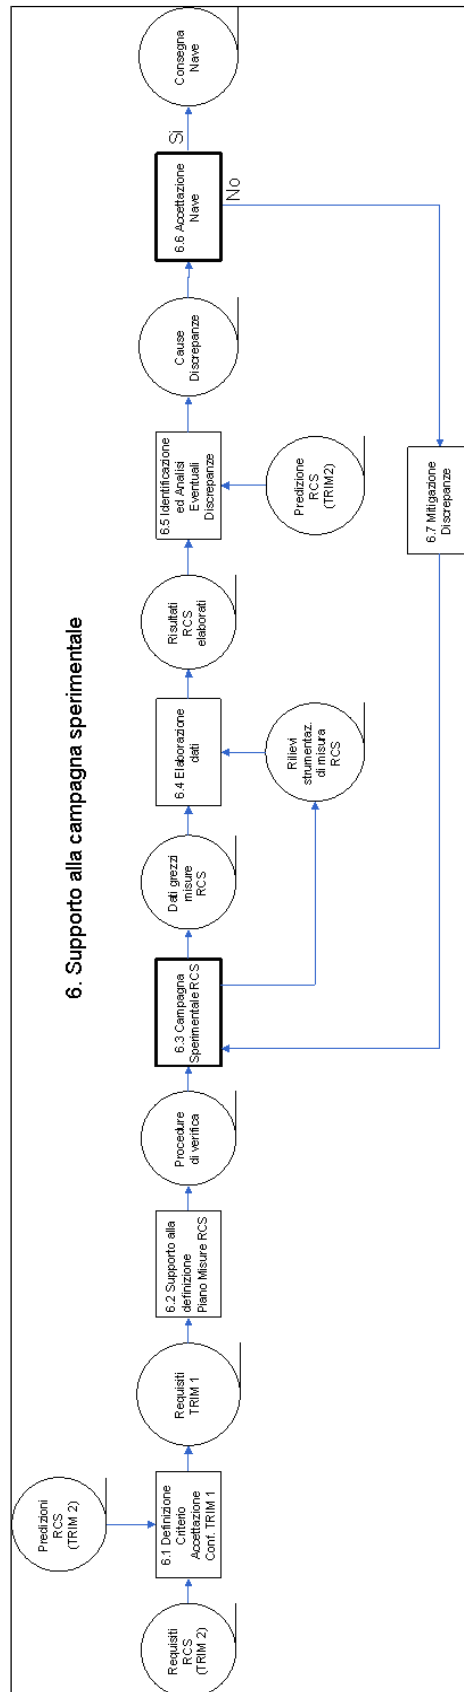 6. Supporto alla campagna sperimentale
Requisiti
RCS
(TRIM 2)
Predizioni
RCS
(TRIM 2)
6.1 Definizione
Criterio
Accettazione
Conf. TRIM 1
Requisiti
TRIM 1
6.2 Supporto alla
definizione
Piano Misure RCS
Procedure
di verifica
6.3 Campagna
Sperimentale RCS
Dati grezzi
misure
RCS
6.4 Elaborazione
dati
Rilievi
strumentaz.
di misura
RCS
Risultati
RCS
elaborati
6.5 Identificazione
ed Analisi
Eventuali
Discrepanze
Predizione
RCS
(TRIM2)
Cause
Discrepanze
6.6 Accettazione
Nave
Si
No
Consegna
Nave
6.7 Mitigazione
Discrepanze